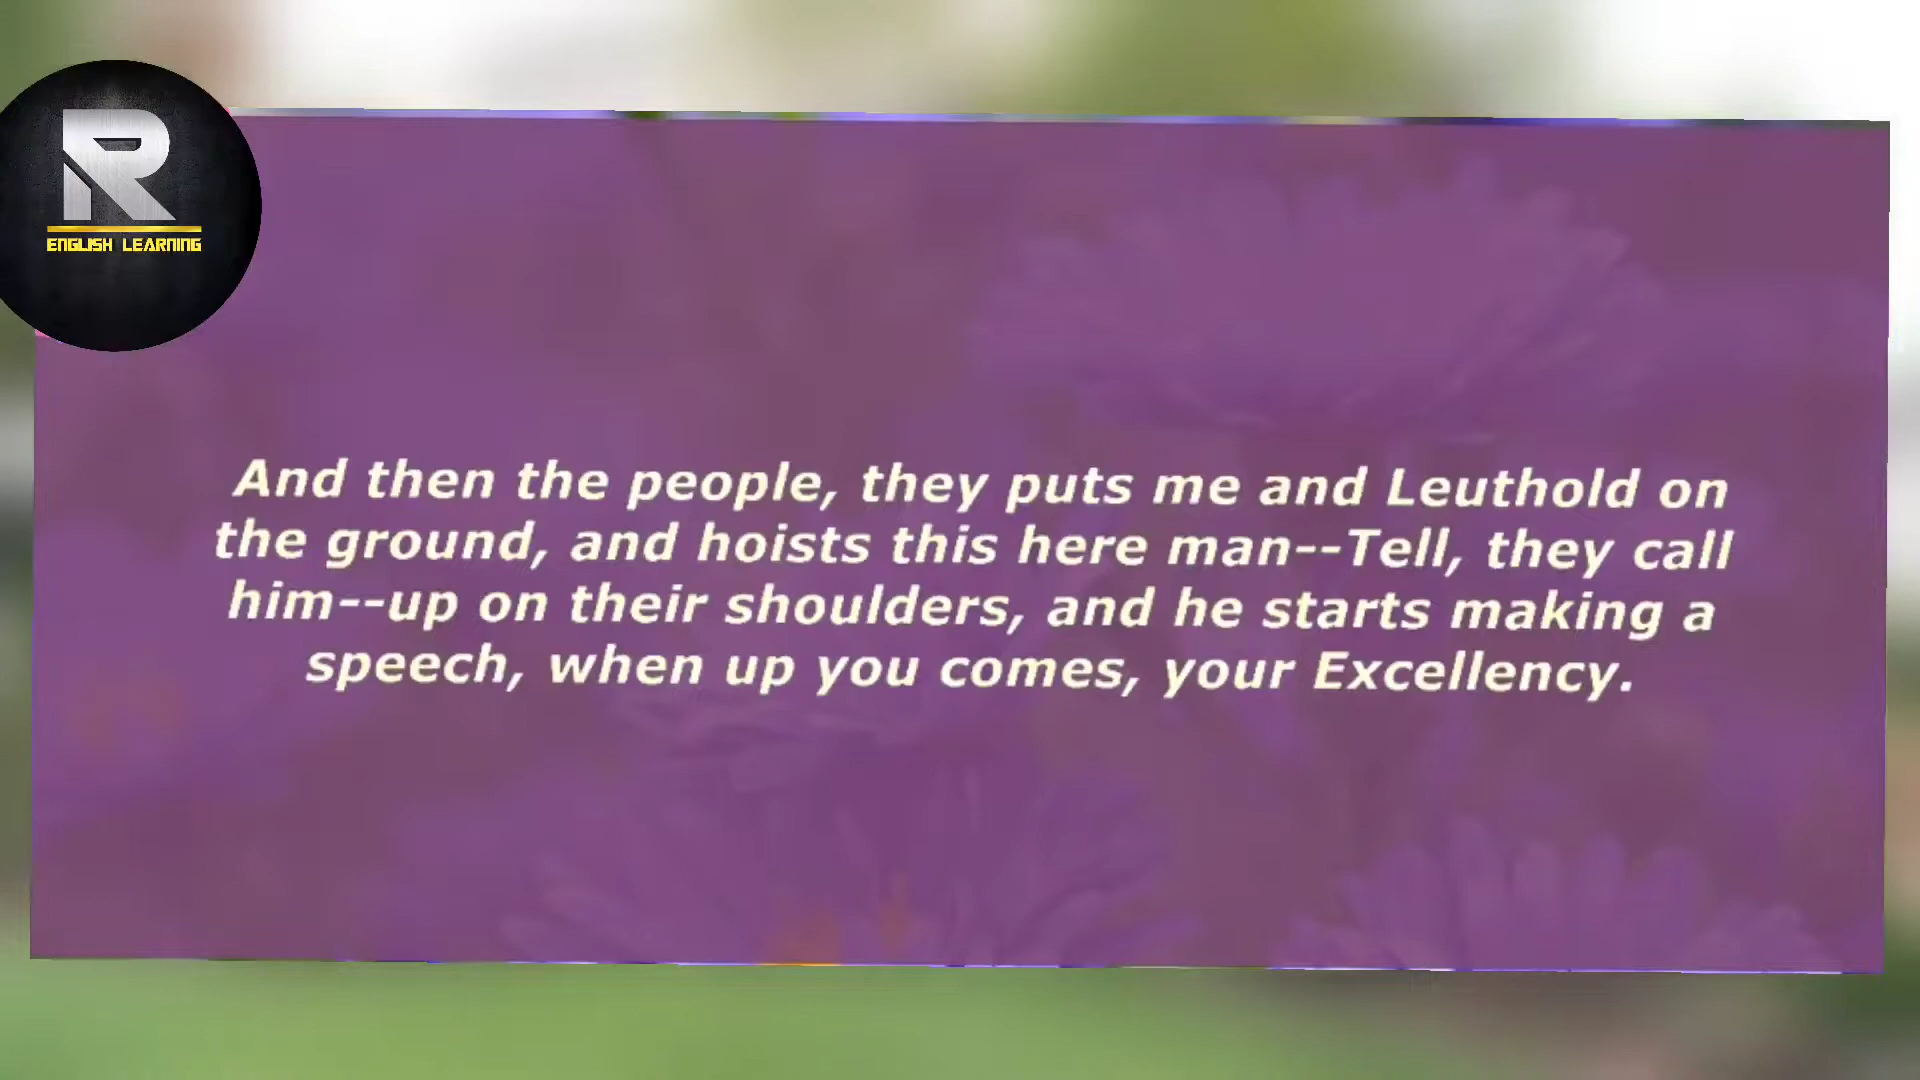 R
ENGLISH LEARNING
And then the people, they puts me and Leuthold on
the ground, and hoists this here man--Tell, they call
him--up on their shoulders, and he starts making a
speech, when up you comes, your Excellency.